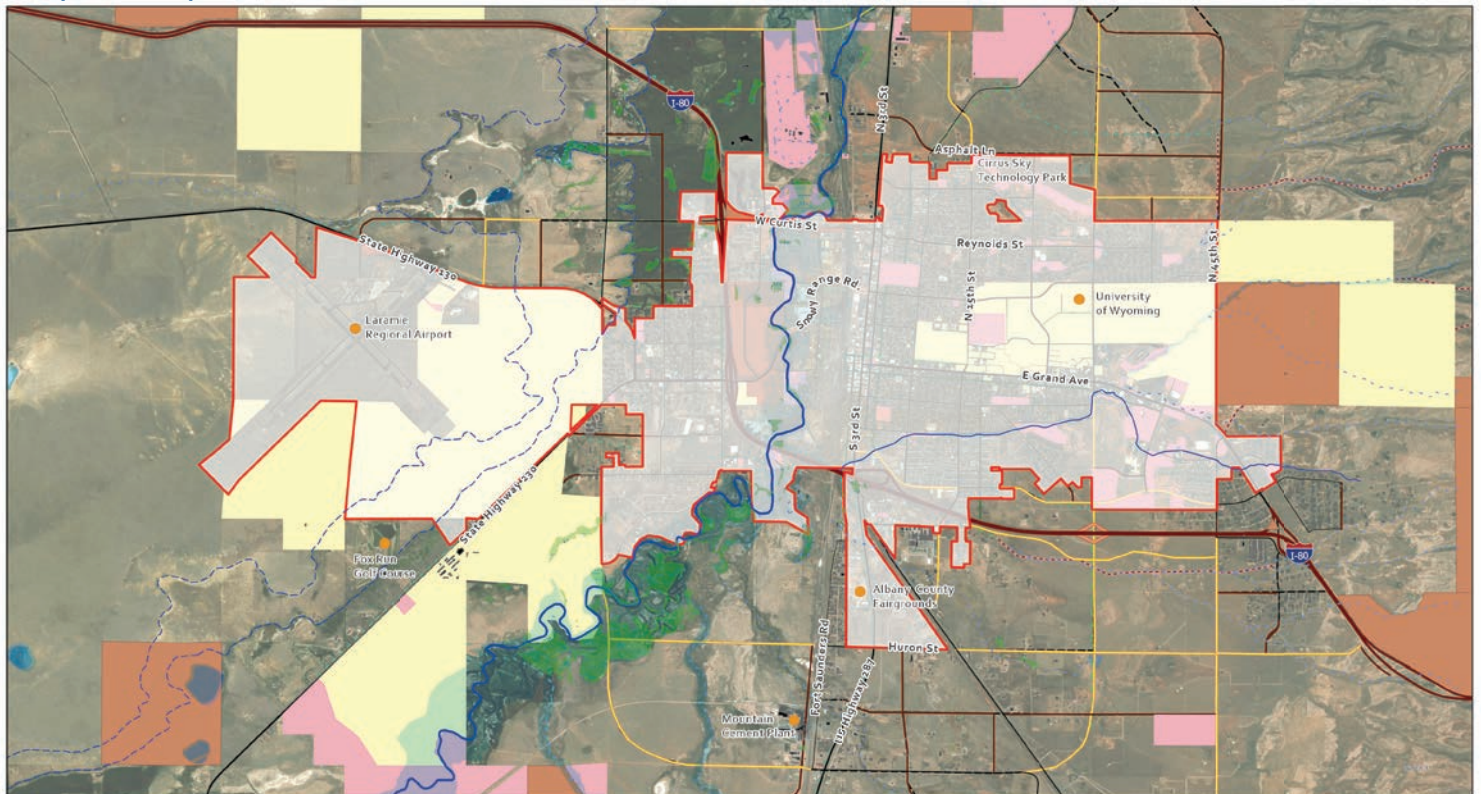 I-80
N 3rd St
Asphalt Ln
Cirrus Sky
Technology Park
W Curtis St
State Highway 130
Reynolds St
N 45th St
Snowy Range Rd.
N 15th St
University
of Wyoming
Laramie
Regional Airport
E Grand Ave
S 3rd St
State Highway 130
Fox Run
Golf Course
I-80
Albany County
Fairgrounds
Huron St
Fort Saunders Rd
US Highway 287
Mountain
Cement Plant